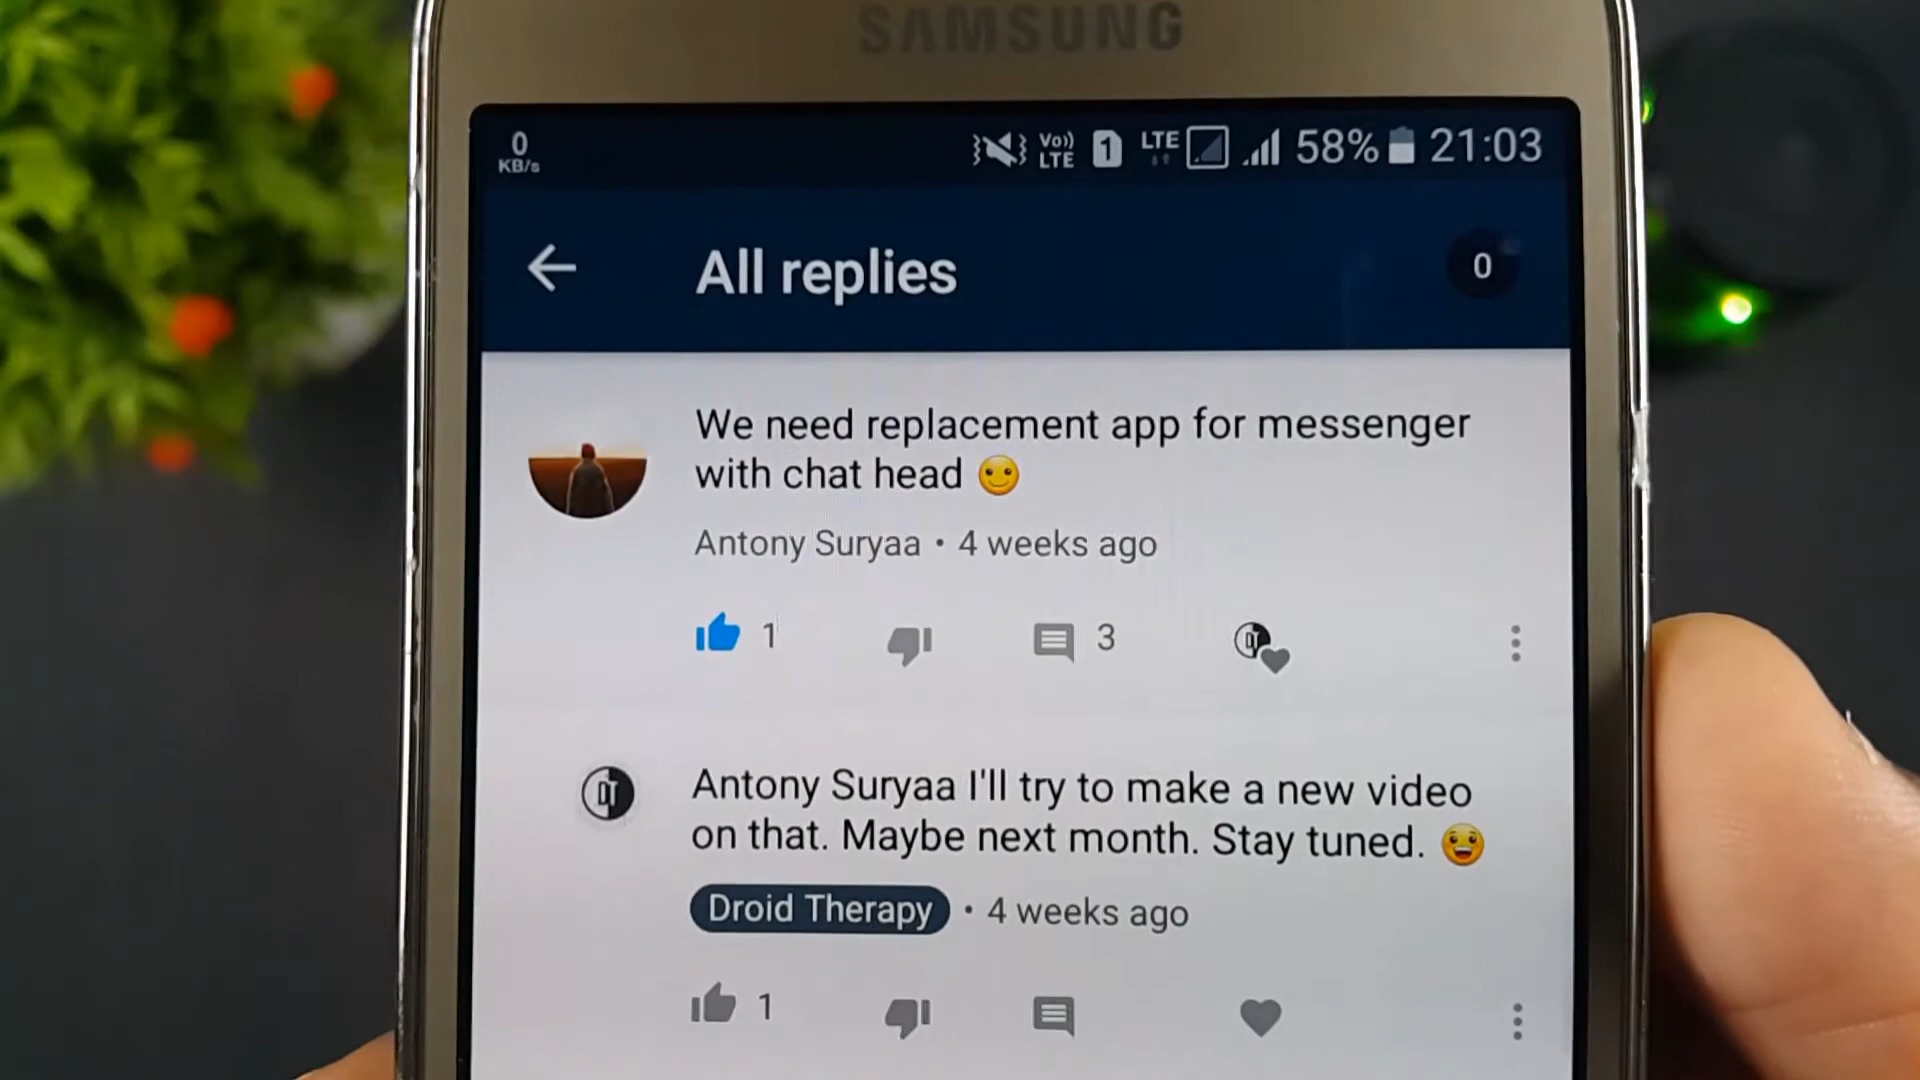 SAMSUNG
0
KB/s
Vo))
LTE
1
LTE
58%
21:03
All replies
0
We need replacement app for messenger
with chat head 🙂
Antony Suryaa • 4 weeks ago
1
3
DT
DT
Antony Suryaa I'll try to make a new video
on that. Maybe next month. Stay tuned. 😀
Droid Therapy • 4 weeks ago
1